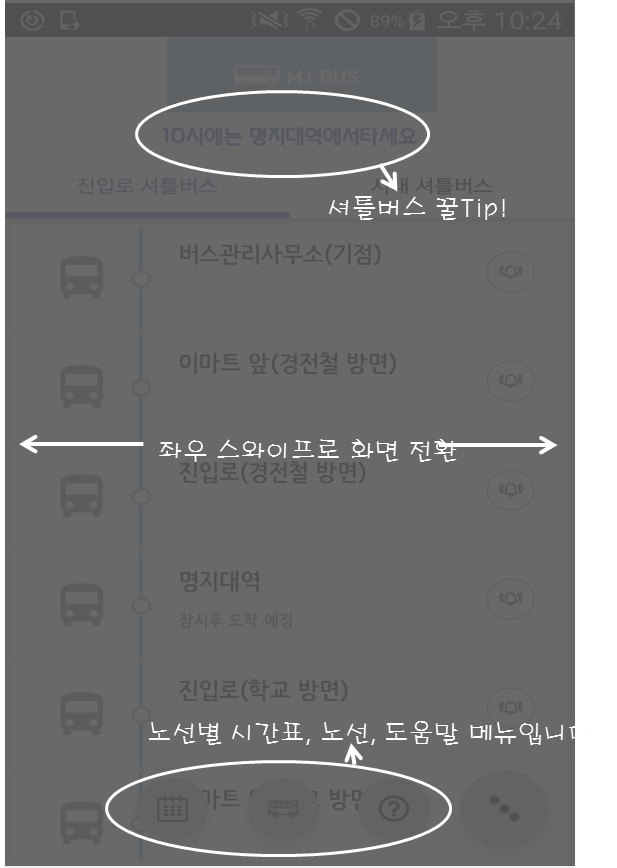 89% 오후 10:24
MJ BUS
10시에는 명지대역에서타세요
진입로 셔틀버스
시내 셔틀버스
셔틀버스 꿀Tip!
버스관리사무소(기점)
이마트 앞(경전철 방면)
좌우 스와이프로 화면 전환
진입로(경전철 방면)
명지대역
잠시후 도착 예정
진입로(학교 방면)
노선별 시간표, 노선, 도움말 메뉴입니다
마트
방면